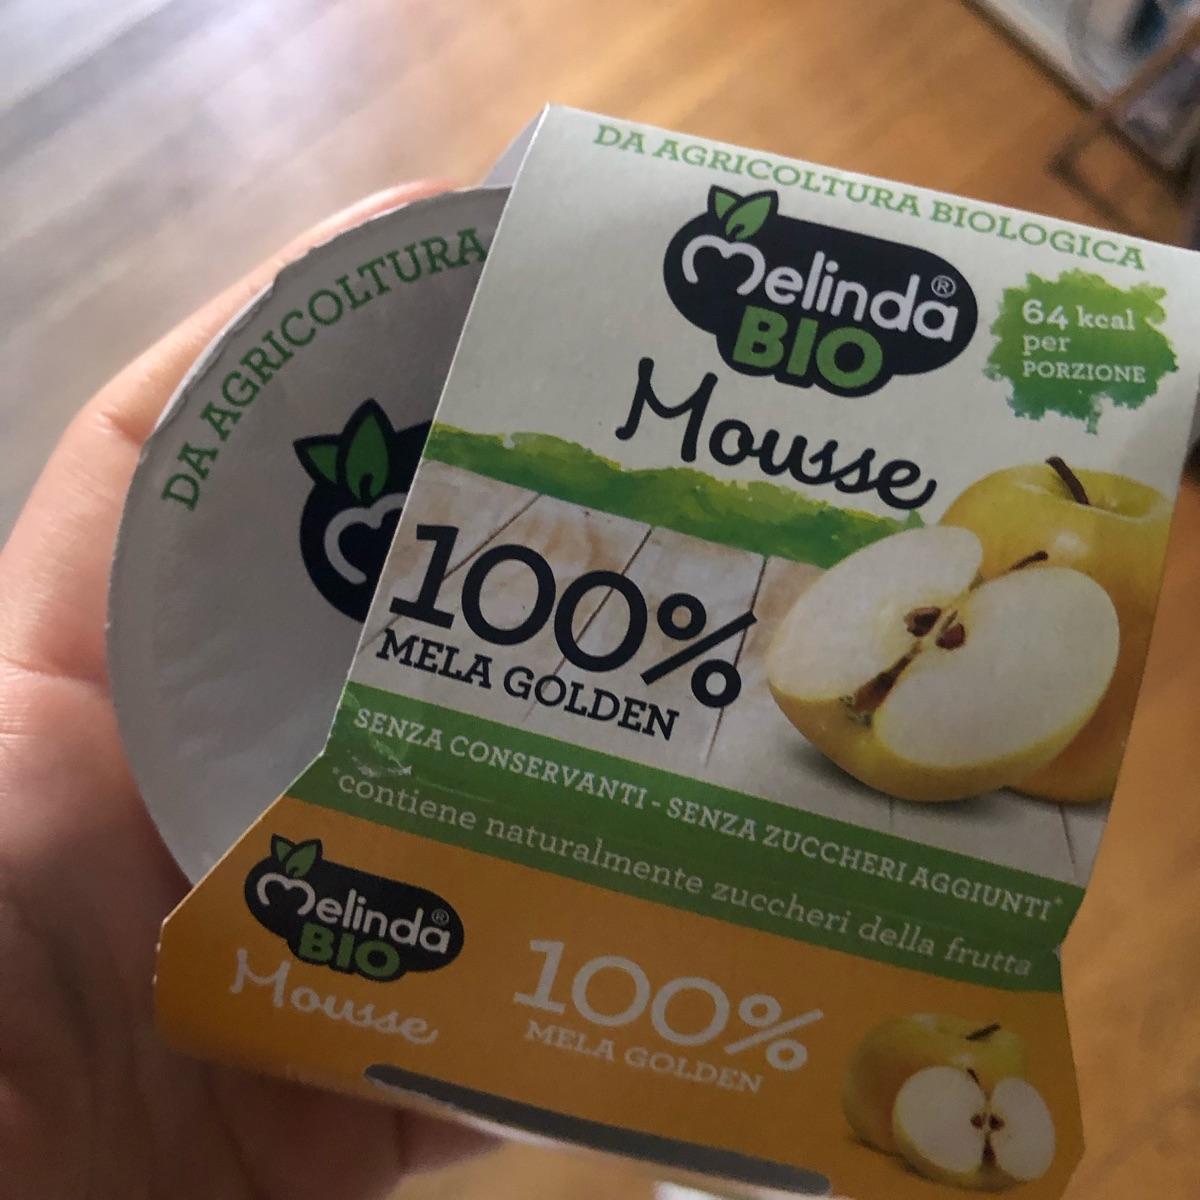 DA AGRICOLTURA BIOLOGICA
Melinda®
BIO
Mousse
64 kcal
per
PORZIONE
100%
MELA GOLDEN
SENZA CONSERVANTI - SENZA ZUCCHERI AGGIUNTI*
*contiene naturalmente zuccheri della frutta
Melinda®
BIO
Mousse
100%
MELA GOLDEN
DA AGRICOLTURA